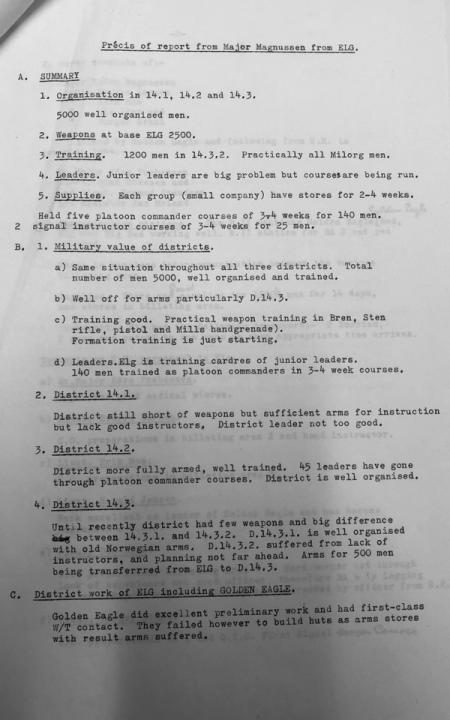 Précis of report from Major Magnussen from ELG.
A. SUMMARY
1. Organisation in 14.1, 14.2 and 14.3.
5000 well organised men.
2. Weapons at base ELG 2500.
3. Training. 1200 men in 14.3.2. Practically all Milorg men.
4. Leaders. Junior leaders are big problem but courses are being run.
5. Supplies. Each group (small company) have stores for 2-4 weeks.
Held five platoon commander courses of 3-4 weeks for 140 men.
2 signal instructor courses of 3-4 weeks for 25 men.
B. 1. Military value of districts.
a) Same situation throughout all three districts. Total
number of men 5000, well organised and trained.
b) Well off for arms particularly D.14.3.
c) Training good. Practical weapon training in Bren, Sten
rifle, pistol and Mills handgrenade).
Formation training is just starting.
d) Leaders.Elg is training cardres of junior leaders.
140 men trained as platoon commanders in 3-4 week courses.
2. District 14.1.
District still short of weapons but sufficient arms for instruction
but lack good instructors, District leader not too good.
3. District 14.2.
District more fully armed, well trained. 45 leaders have gone
through platoon commander courses. District is well organised.
4. District 14.3.
Until recently district had few weapons and big difference
between 14.3.1. and 14.3.2. D.14.3.1. is well organised
with old Norwegian arms. D.14.3.2. suffered from lack of
instructors, and planning not far ahead. Arms for 500 men
being transferrred from ELG to D.14.3.
C. District work of ELG including GOLDEN EAGLE.
Golden Eagle did excellent preliminary work and had first-class
W/T contact. They failed however to build huts as arms stores
with result arms suffered.